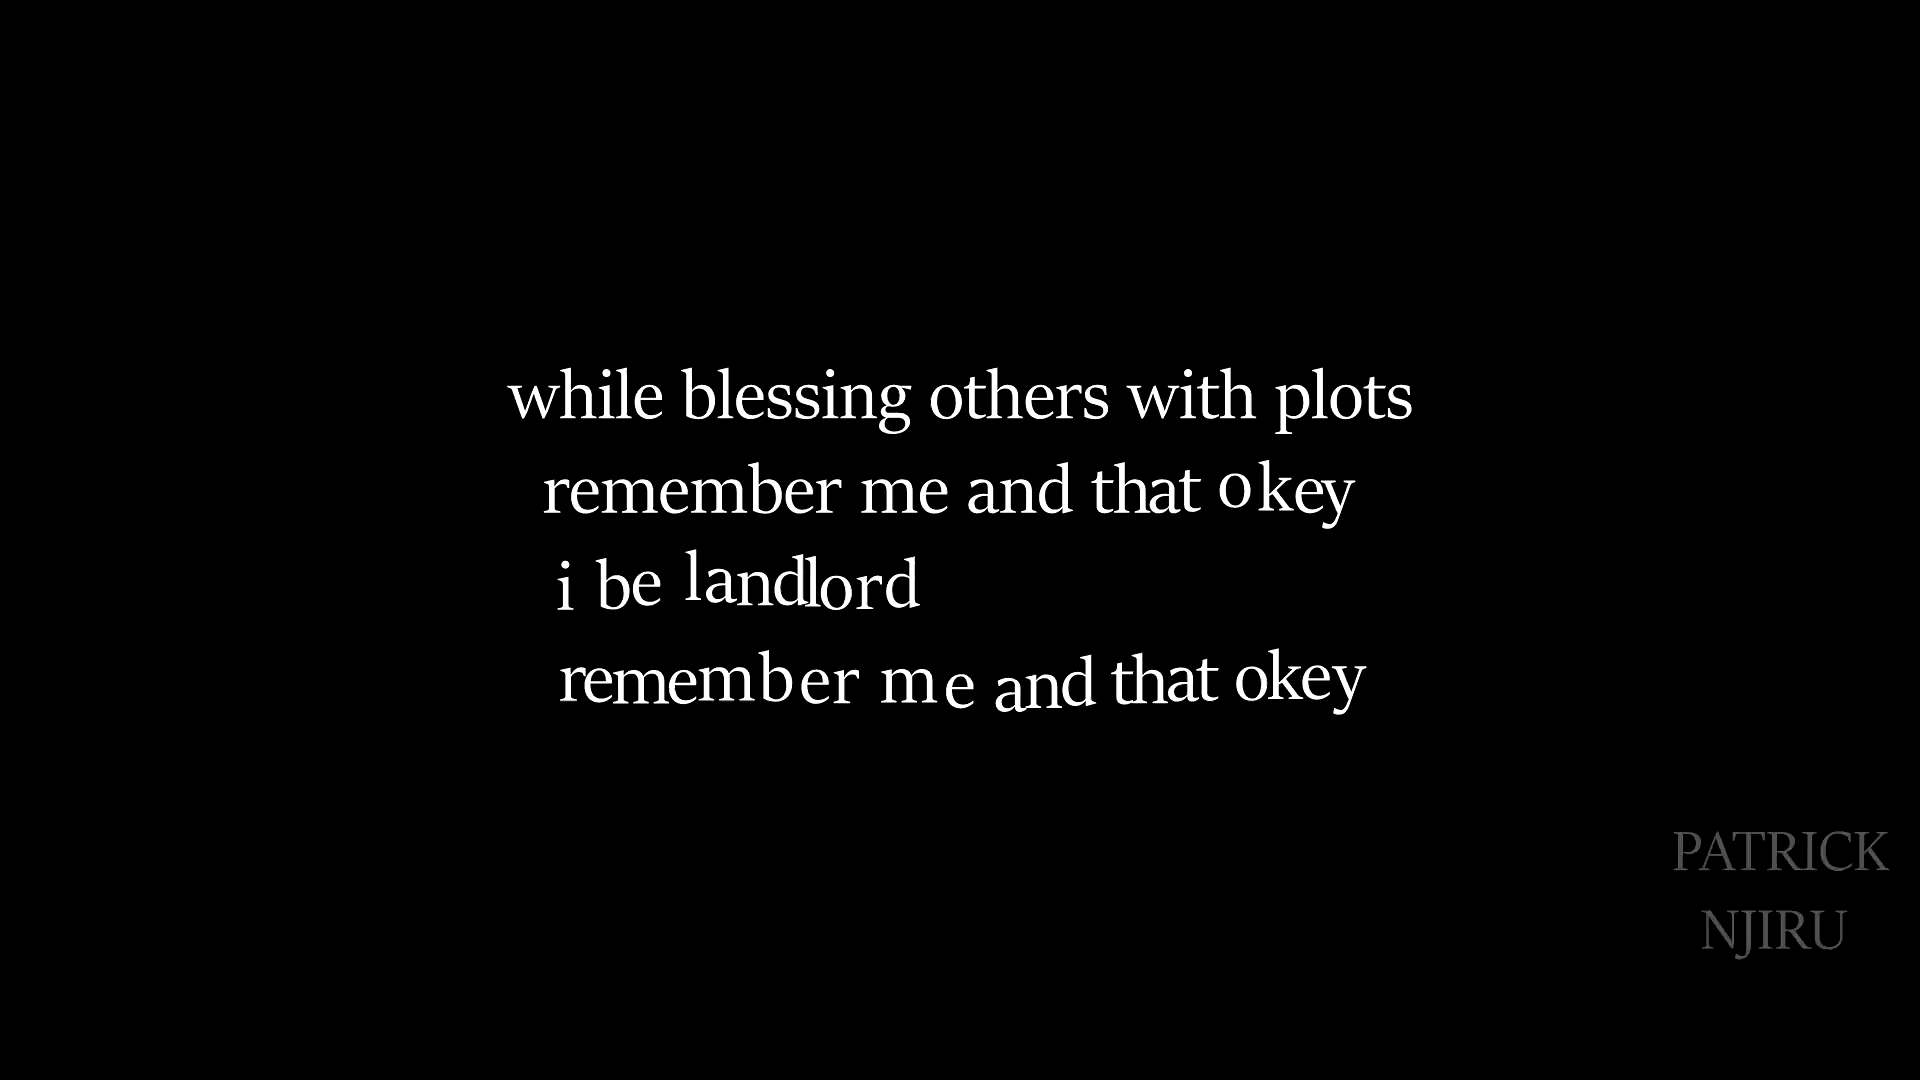 while blessing others with plots
remember me and that okey
i be landlord
remember me and that okey
PATRICK
NJIRU